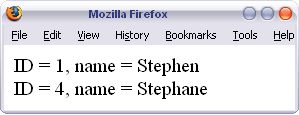 Mozilla Firefox
File Edit View History Bookmarks Tools Help
ID = 1, name = Stephen
ID = 4, name = Stephane